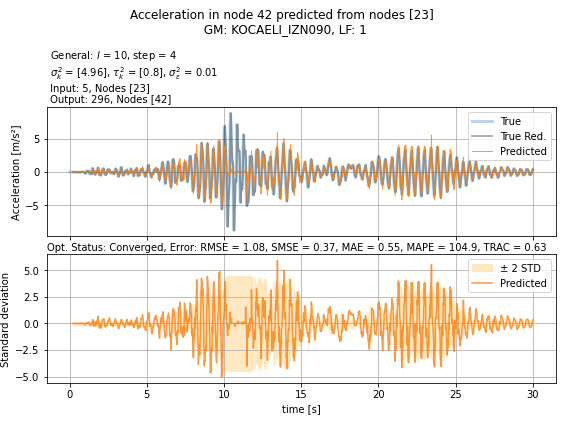 Acceleration in node 42 predicted from nodes [23]
GM: KOCAELI_IZN090, LF: 1
General: l = 10, step = 4
σ²ₖ = [4.96], τ²ₖ = [0.8], σ²ε = 0.01
Input: 5, Nodes [23]
Output: 296, Nodes [42]
Acceleration [m/s²]
5
0
−5
True
True Red.
Predicted
Opt. Status: Converged, Error: RMSE = 1.08, SMSE = 0.37, MAE = 0.55, MAPE = 104.9, TRAC = 0.63
Standard deviation
5.0
2.5
0.0
−2.5
−5.0
± 2 STD
Predicted
0 5 10 15 20 25 30
time [s]